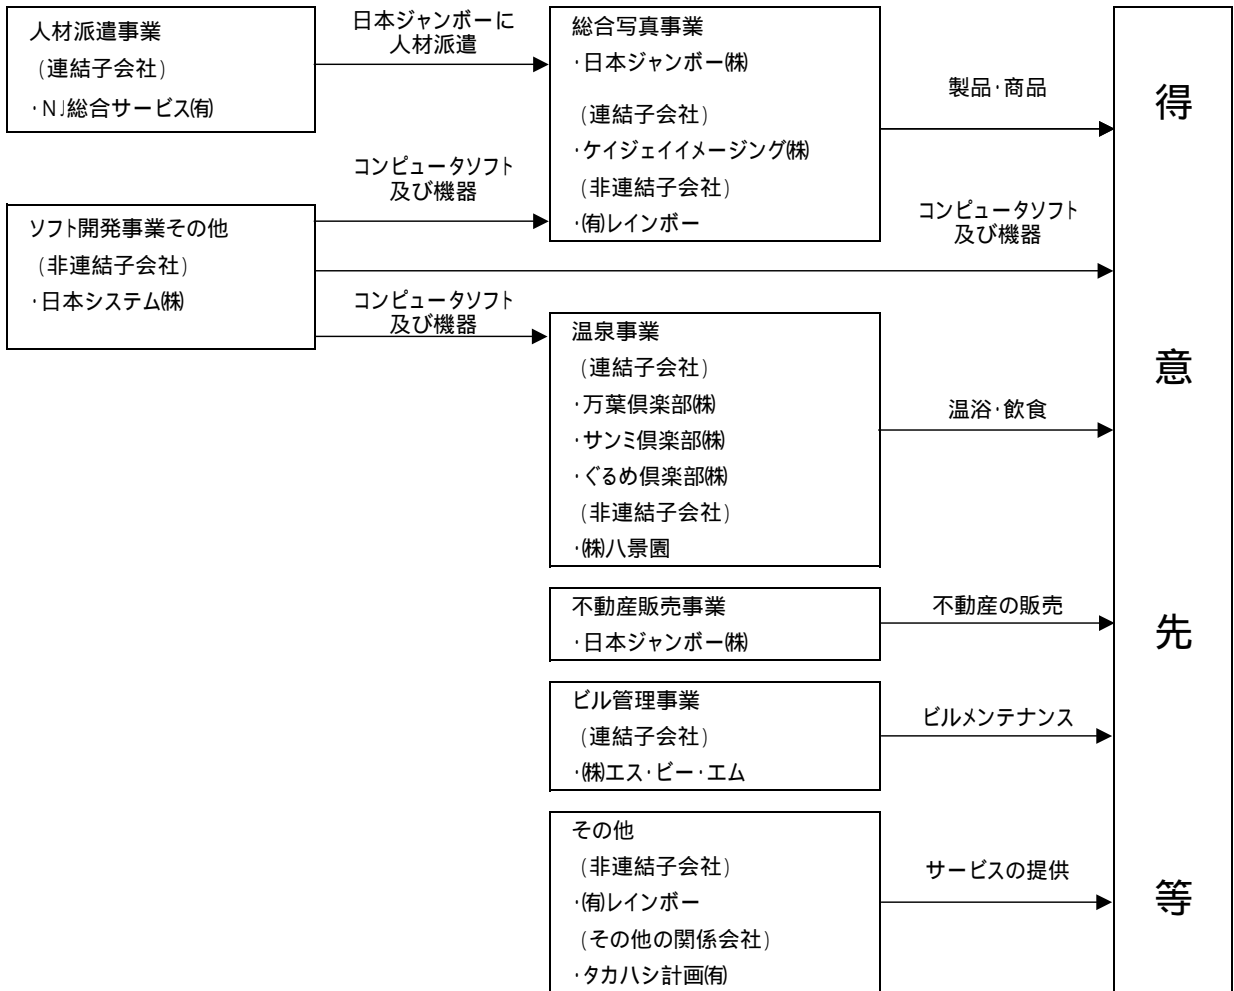 人材派遣事業
(連結子会社)
・NJ総合サービス㈲
日本ジャンボーに
人材派遣
総合写真事業
・日本ジャンボー㈱
(連結子会社)
・ケイジェイイメージング㈱
(非連結子会社)
・㈲レインボー
製品・商品
コンピュータソフト
及び機器
ソフト開発事業その他
(非連結子会社)
・日本システム㈱
コンピュータソフト
及び機器
コンピュータソフト
及び機器
温泉事業
(連結子会社)
・万葉倶楽部㈱
・サンミ倶楽部㈱
・ぐるめ倶楽部㈱
(非連結子会社)
・㈱八景園
温浴・飲食
不動産販売事業
・日本ジャンボー㈱
不動産の販売
ビル管理事業
(連結子会社)
・㈱エス・ビー・エム
ビルメンテナンス
その他
(非連結子会社)
・㈲レインボー
(その他の関係会社)
・タカハシ計画㈲
サービスの提供
得意先等